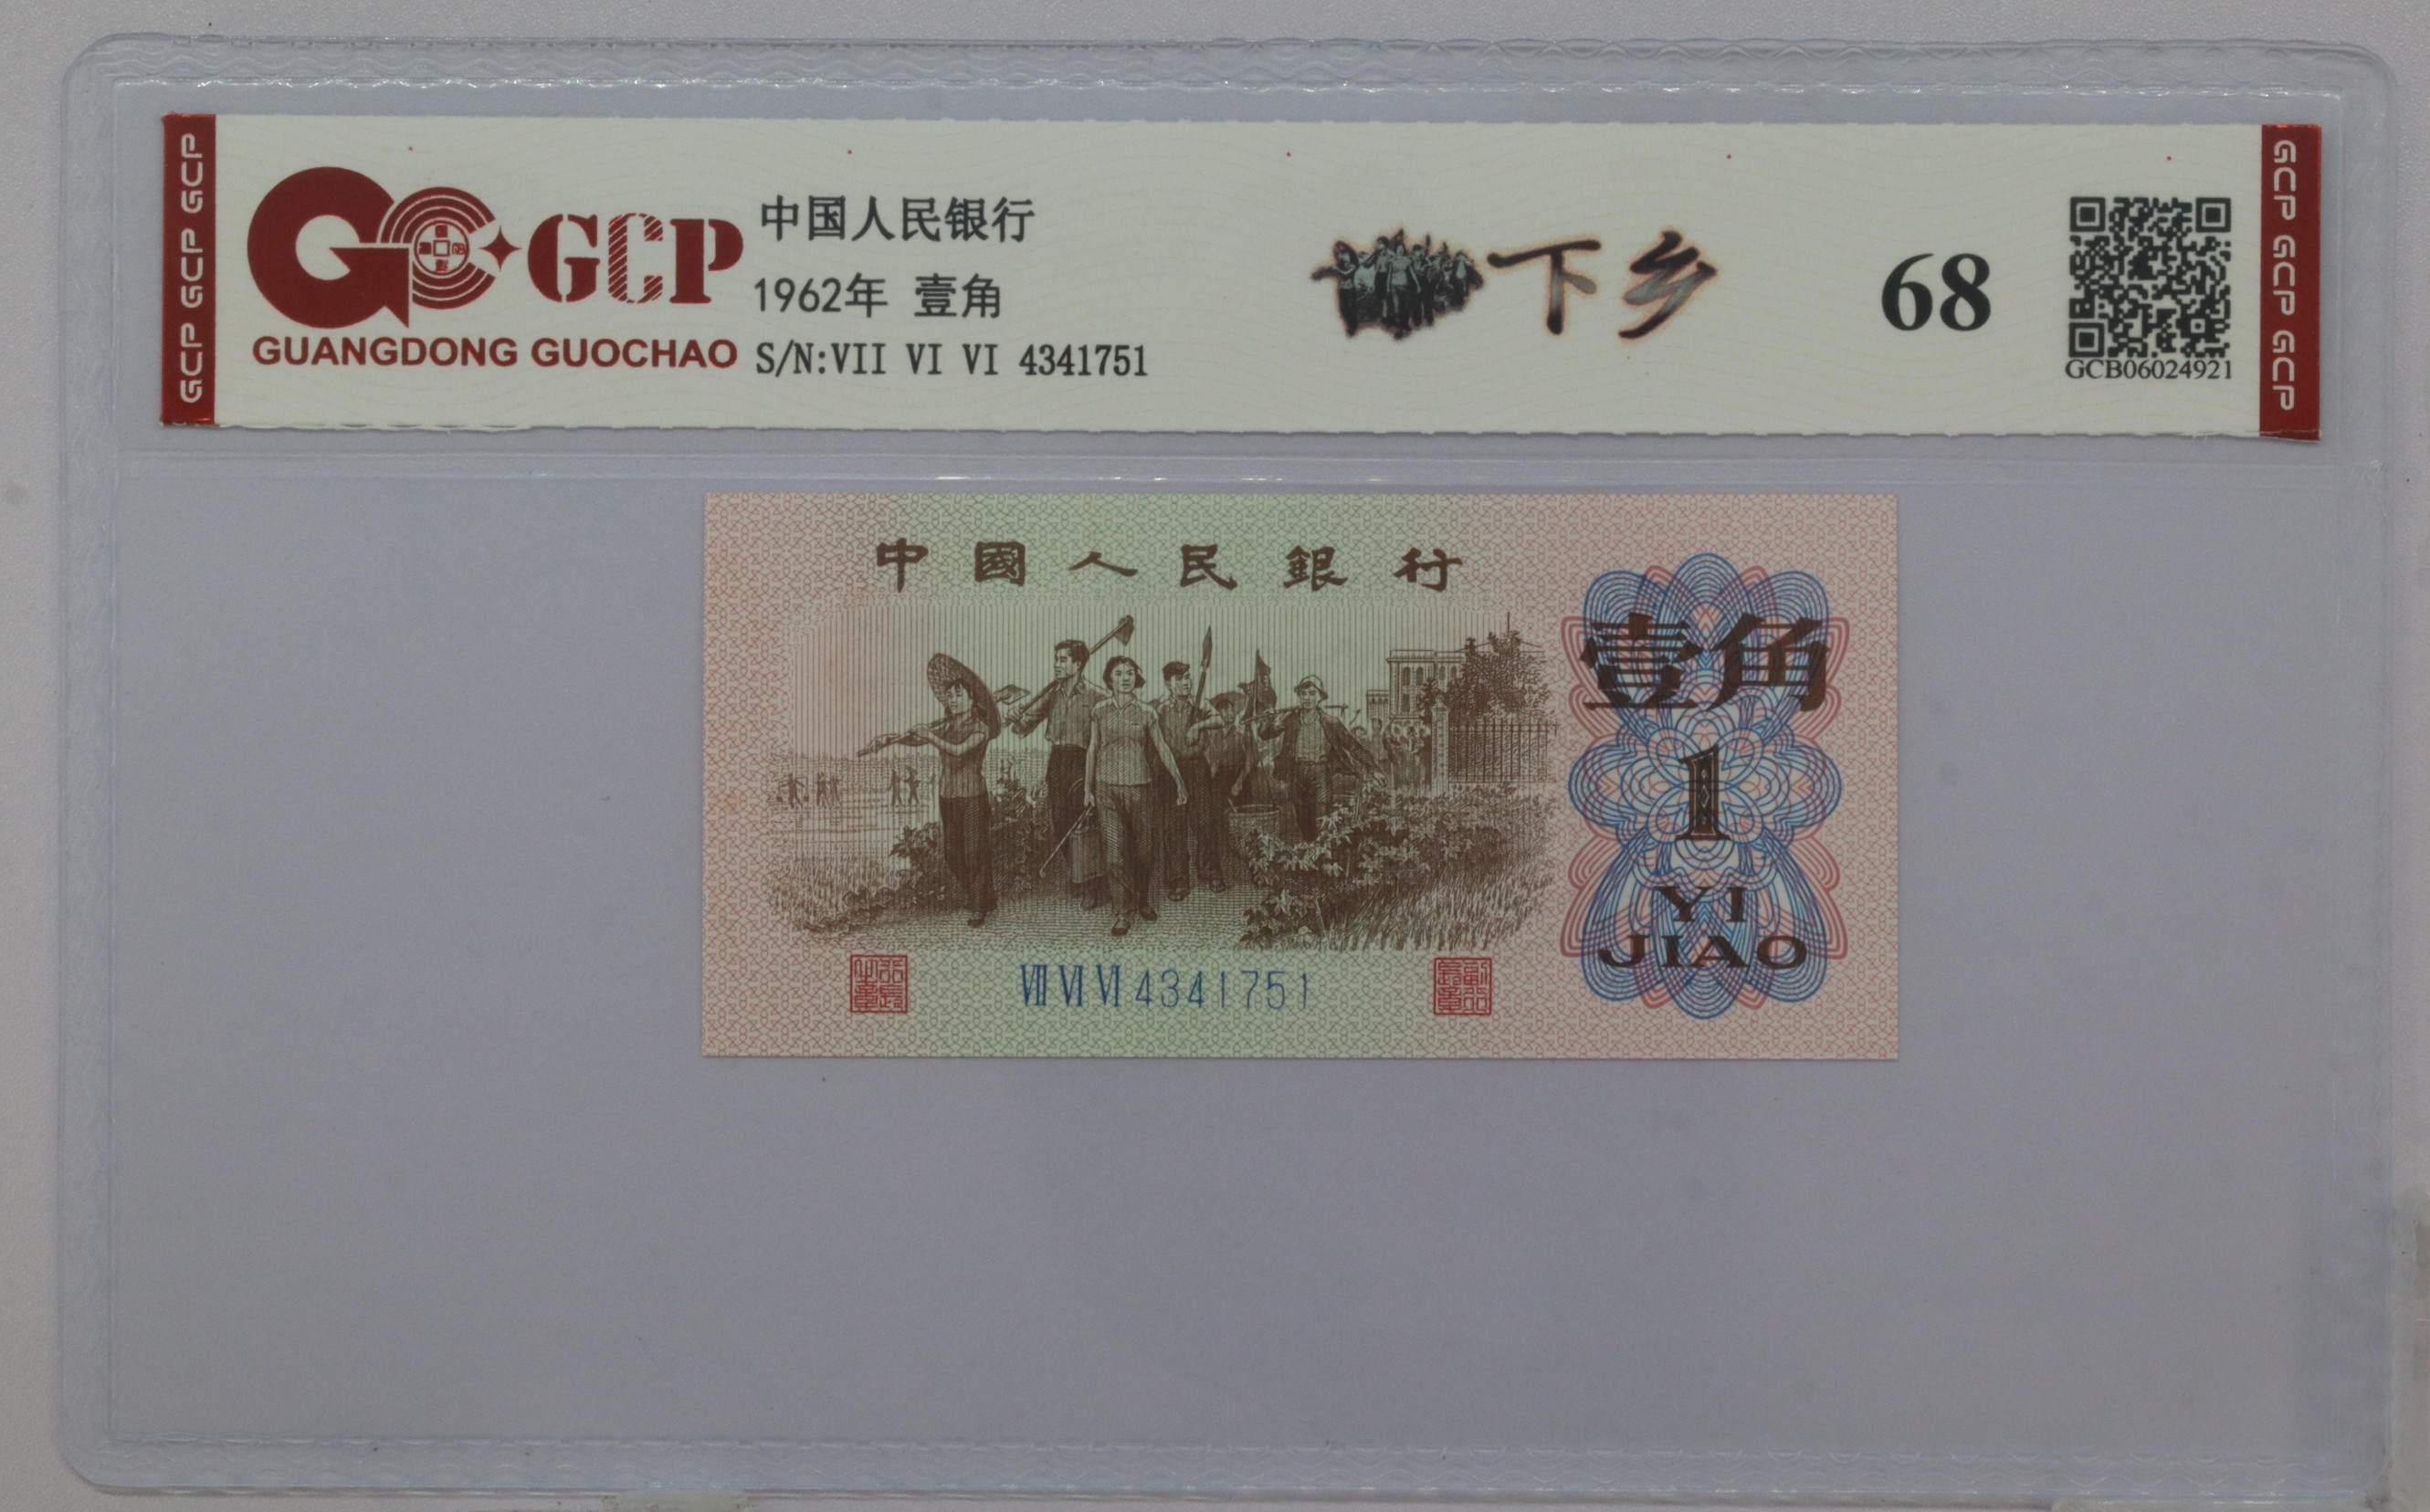 GCP GCP GCP
GCP
GUANGDONG GUOCHAO
中国人民银行
1962年 壹角
S/N:VII VI VI 4341751
下乡
68
GCB06024921
GCP GCP GCP
中國人民銀行
壹角
1
YI
JIAO
VII VI VI 4341751